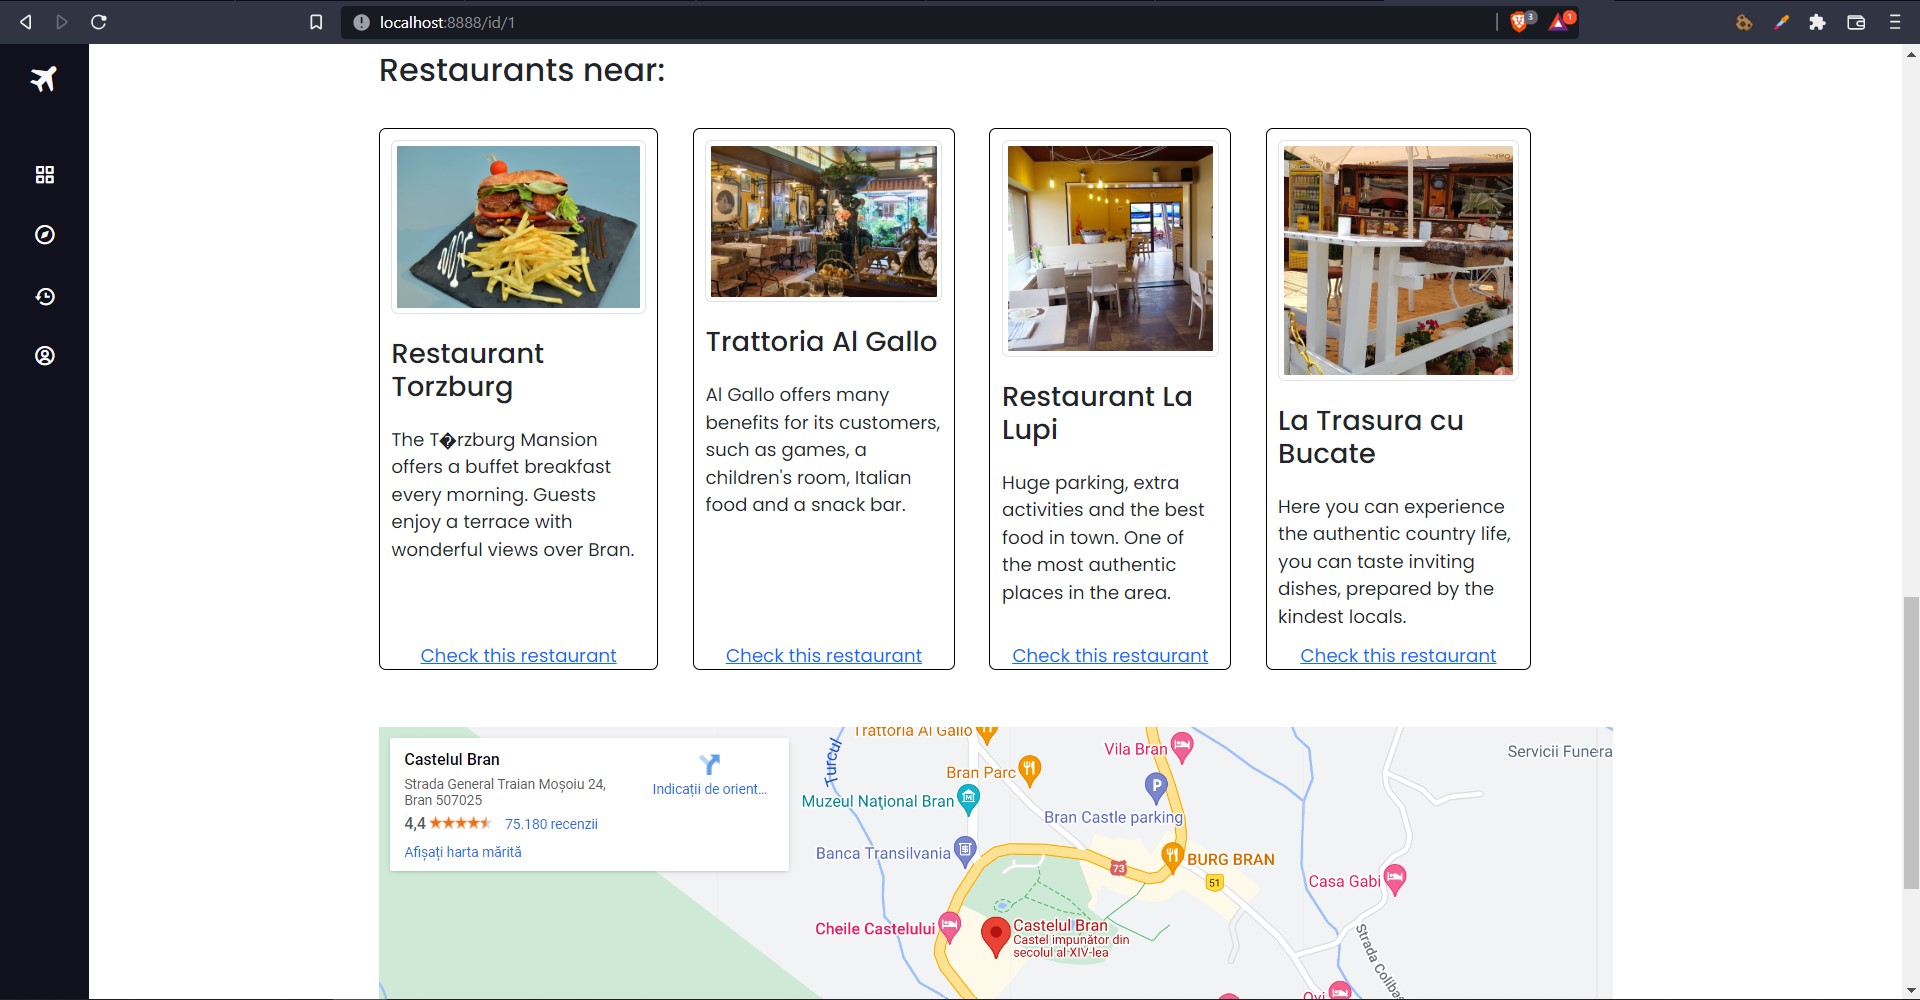 localhost:8888/id/1
3
1
Restaurants near:
Restaurant
Torzburg
The T�rzburg Mansion
offers a buffet breakfast
every morning. Guests
enjoy a terrace with
wonderful views over Bran.
Check this restaurant
Trattoria Al Gallo
Al Gallo offers many
benefits for its customers,
such as games, a
children's room, Italian
food and a snack bar.
Check this restaurant
Restaurant La
Lupi
Huge parking, extra
activities and the best
food in town. One of
the most authentic
places in the area.
Check this restaurant
La Trasura cu
Bucate
Here you can experience
the authentic country life,
you can taste inviting
dishes, prepared by the
kindest locals.
Check this restaurant
Castelul Bran
Strada General Traian Moșoiu 24,
Bran 507025
4,4
75.180 recenzii
Afișați harta mărită
Indicații de orient...
Turcul
Trattoria Al Gallo
Vila Bran
Servicii Funera
Bran Parc
P
Muzeul Național Bran
Bran Castle parking
Banca Transilvania
BURG BRAN
73
51
Casa Gabi
Cheile Castelului
Castelul Bran
Castel impunător din
secolul al XIV-lea
Strada Coliba
Ovi